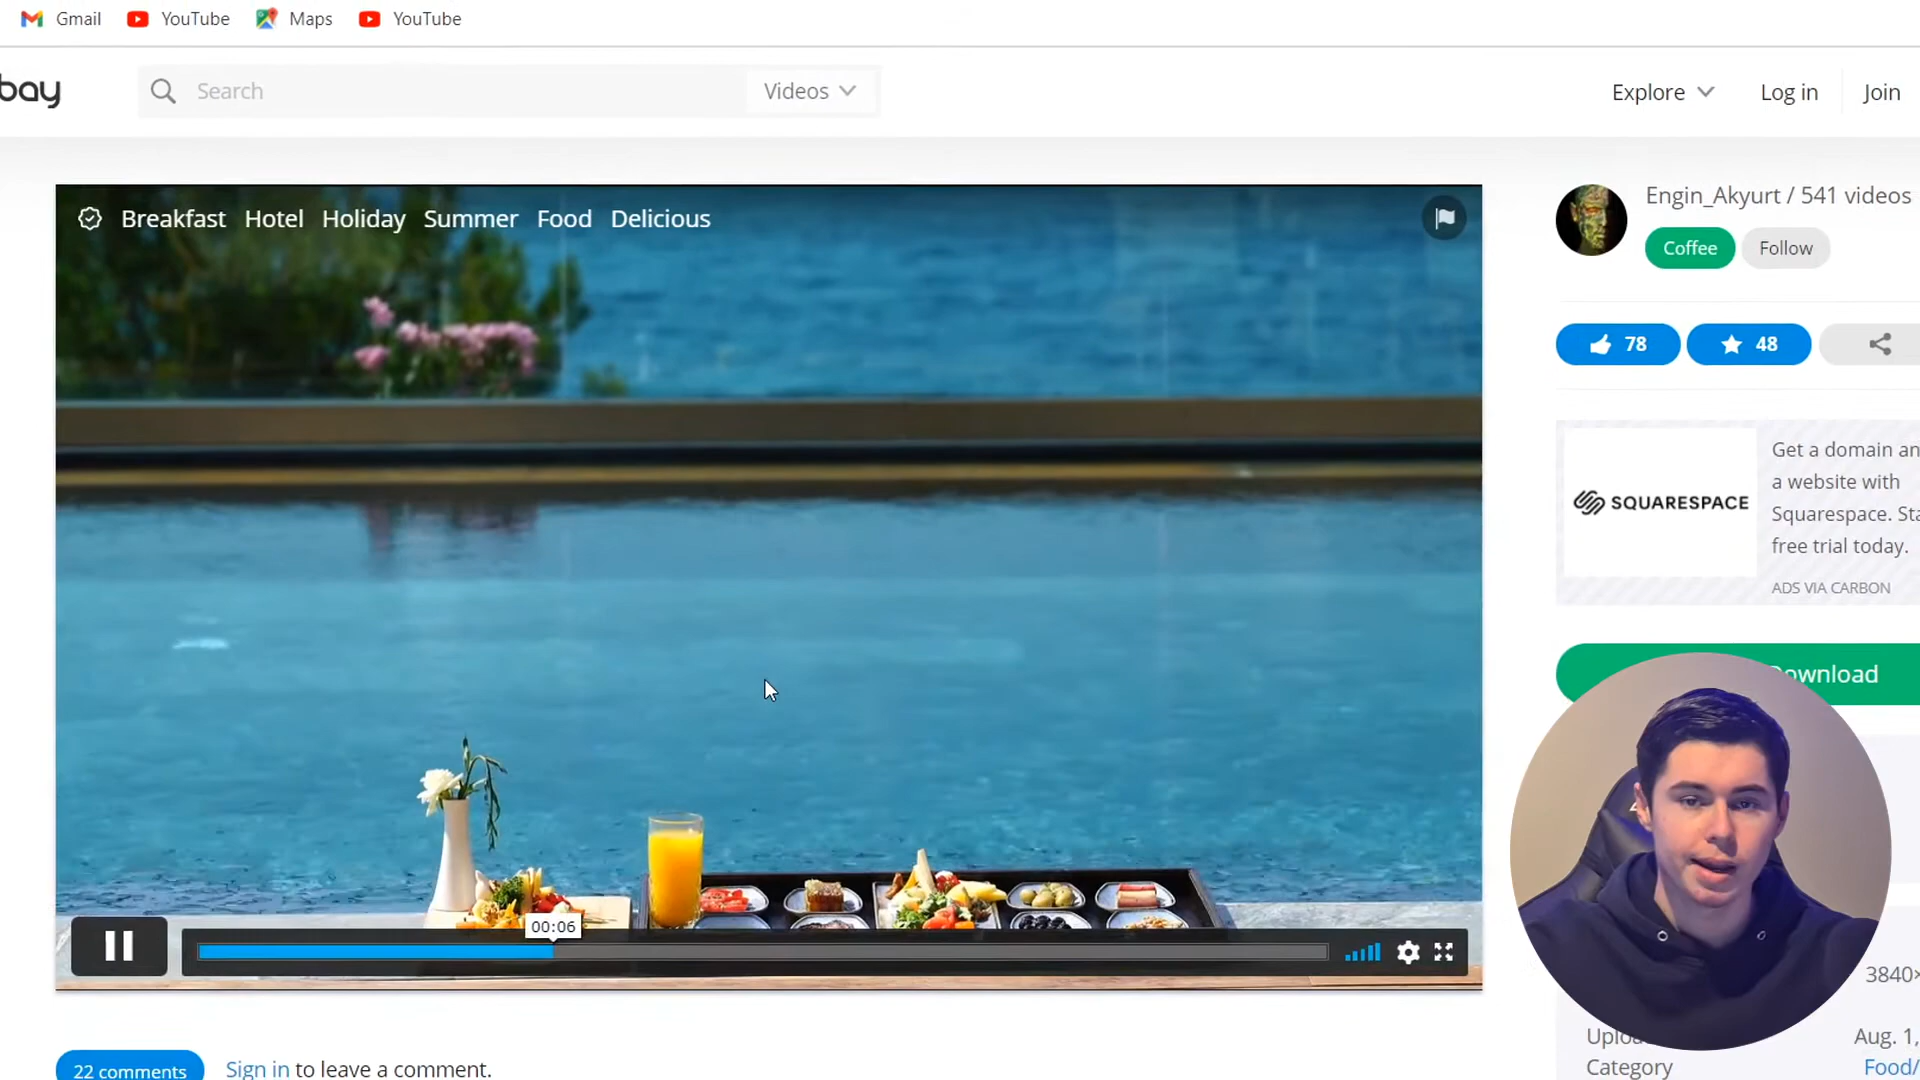 Gmail YouTube Maps YouTube
bay Search Videos Explore Log in Join
Breakfast Hotel Holiday Summer Food Delicious
Engin_Akyurt / 541 videos
Coffee Follow
78 48
SQUARESPACE
Get a domain an
a website with
Squarespace. Sta
free trial today.
ADS VIA CARBON
Download
00:06
3840×
Uplo
Aug. 1,
Category
Food/
22 comments
Sign in to leave a comment.